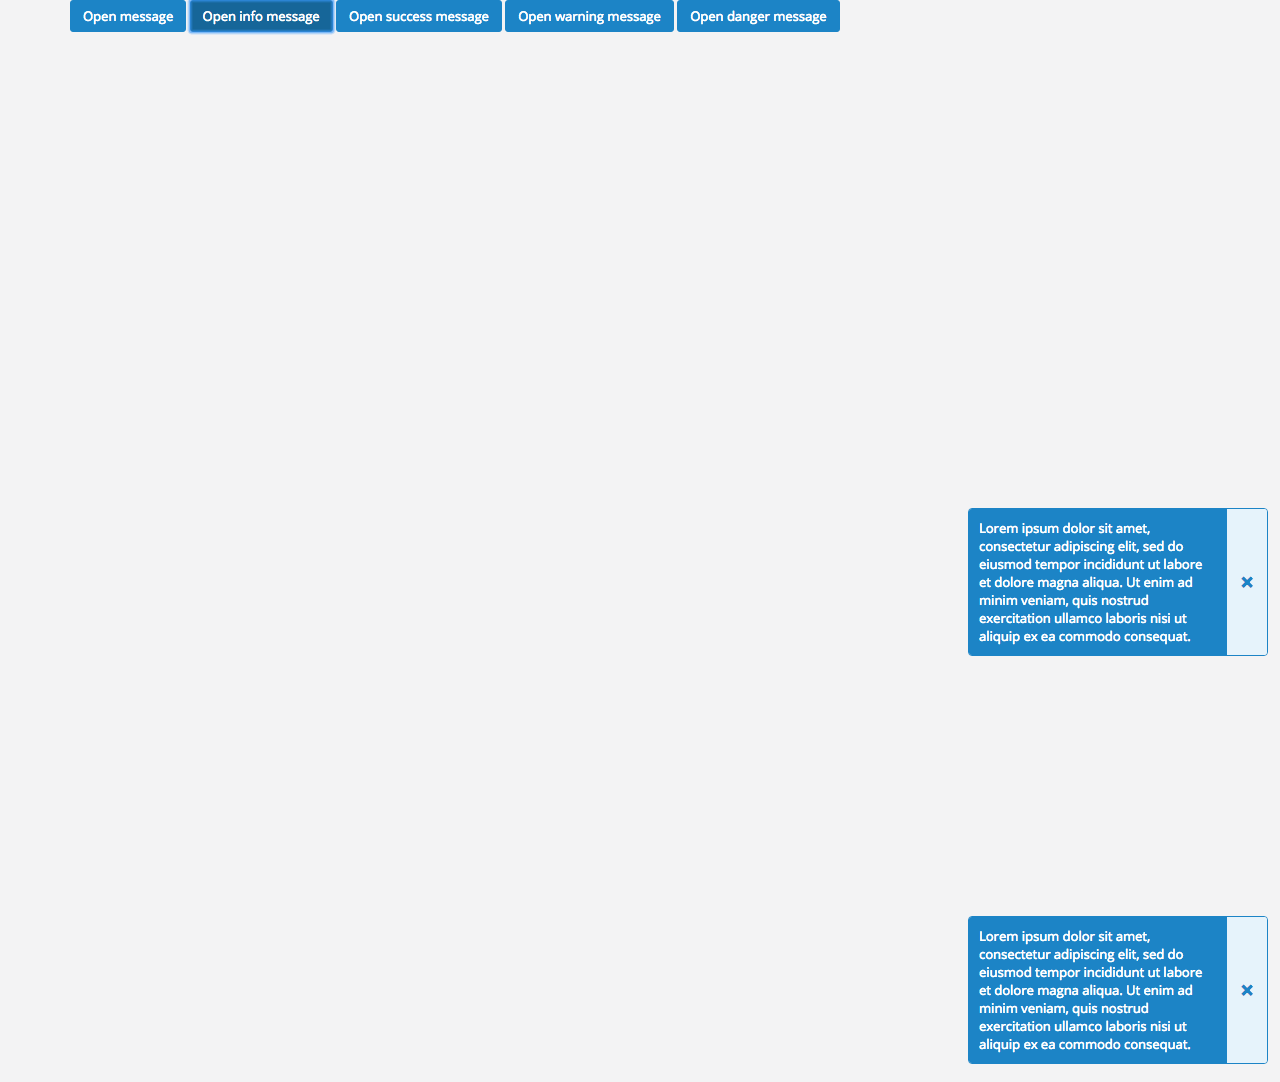 Open message
Open info message
Open success message
Open warning message
Open danger message
Lorem ipsum dolor sit amet,
consectetur adipiscing elit, sed do
eiusmod tempor incididunt ut labore
et dolore magna aliqua. Ut enim ad
minim veniam, quis nostrud
exercitation ullamco laboris nisi ut
aliquip ex ea commodo consequat.
Lorem ipsum dolor sit amet,
consectetur adipiscing elit, sed do
eiusmod tempor incididunt ut labore
et dolore magna aliqua. Ut enim ad
minim veniam, quis nostrud
exercitation ullamco laboris nisi ut
aliquip ex ea commodo consequat.